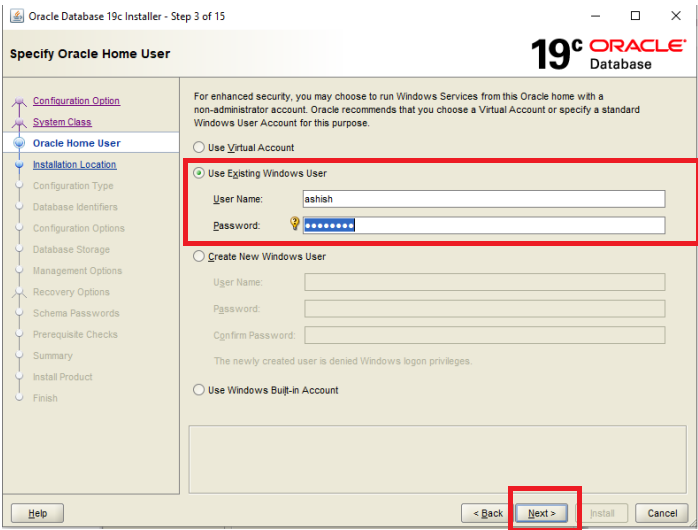 Oracle Database 19c Installer - Step 3 of 15
Specify Oracle Home User
19c ORACLE
Database
Configuration Option
System Class
Oracle Home User
Installation Location
Configuration Type
Database Identifiers
Configuration Options
Database Storage
Management Options
Recovery Options
Schema Passwords
Prerequisite Checks
Summary
Install Product
Finish
For enhanced security, you may choose to run Windows Services from this Oracle home with a
non-administrator account. Oracle recommends that you choose a Virtual Account or specify a standard
Windows User Account for this purpose.
Use Virtual Account
Use Existing Windows User
User Name: ashish
Password: ••••••••
Create New Windows User
User Name:
Password:
Confirm Password:
The newly created user is denied Windows logon privileges.
Use Windows Built-in Account
Help
< Back Next > Install Cancel